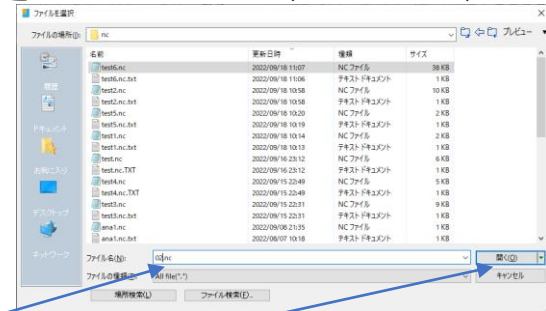 ファイルを選択
ファイルの場所(I): nc プレビュー
名前 更新日時 種類 サイズ
test6.nc 2022/09/18 11:07 NC ファイル 38 KB
test6.nc.txt 2022/09/18 11:06 テキスト ドキュメント 1 KB
test2.nc 2022/09/18 10:58 NC ファイル 10 KB
test2.nc.txt 2022/09/18 10:58 テキスト ドキュメント 1 KB
test5.nc 2022/09/18 10:20 NC ファイル 2 KB
test5.nc.txt 2022/09/18 10:19 テキスト ドキュメント 1 KB
test1.nc 2022/09/18 10:14 NC ファイル 2 KB
test1.nc.txt 2022/09/18 10:13 テキスト ドキュメント 1 KB
test.nc 2022/09/16 23:12 NC ファイル 6 KB
test.nc.TXT 2022/09/16 23:12 テキスト ドキュメント 1 KB
test4.nc 2022/09/15 22:49 NC ファイル 5 KB
test4.nc.TXT 2022/09/15 22:49 テキスト ドキュメント 1 KB
test3.nc 2022/09/15 22:31 NC ファイル 9 KB
test3.nc.txt 2022/09/15 22:31 テキスト ドキュメント 1 KB
ana1.nc 2022/09/08 21:35 NC ファイル 1 KB
ana1.nc.txt 2022/08/07 10:18 テキスト ドキュメント 1 KB
履歴
ドキュメント
お気に入り
デスクトップ
ネットワーク
ファイル名(N): 02.nc 開く(O)
ファイルの種類(T): All file(*.*) キャンセル
場所検索(L) ファイル検索(F)...